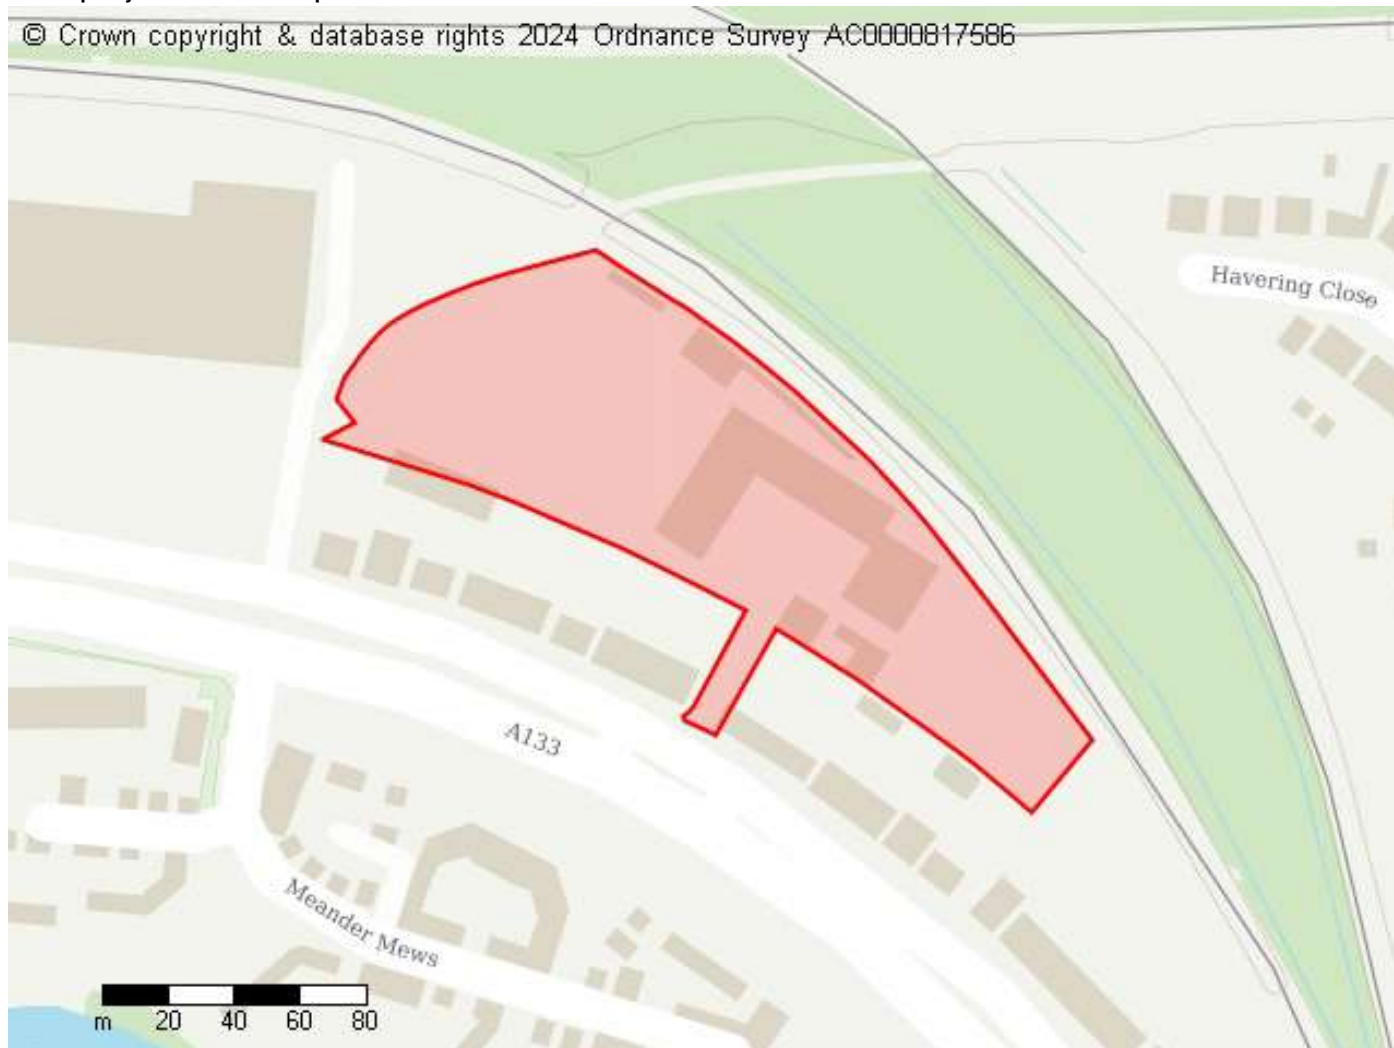 © Crown copyright & database rights 2024 Ordnance Survey AC0000817586
Havering Close
A133
Meander Mews
m 20 40 60 80